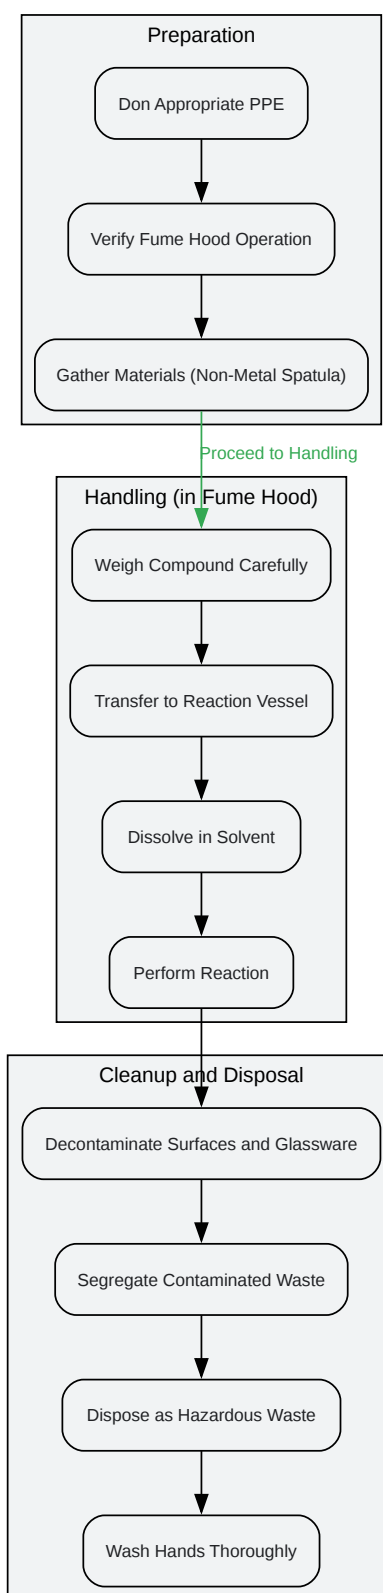 Preparation
Don Appropriate PPE
Verify Fume Hood Operation
Gather Materials (Non-Metal Spatula)
Proceed to Handling
Handling (in Fume Hood)
Weigh Compound Carefully
Transfer to Reaction Vessel
Dissolve in Solvent
Perform Reaction
Cleanup and Disposal
Decontaminate Surfaces and Glassware
Segregate Contaminated Waste
Dispose as Hazardous Waste
Wash Hands Thoroughly